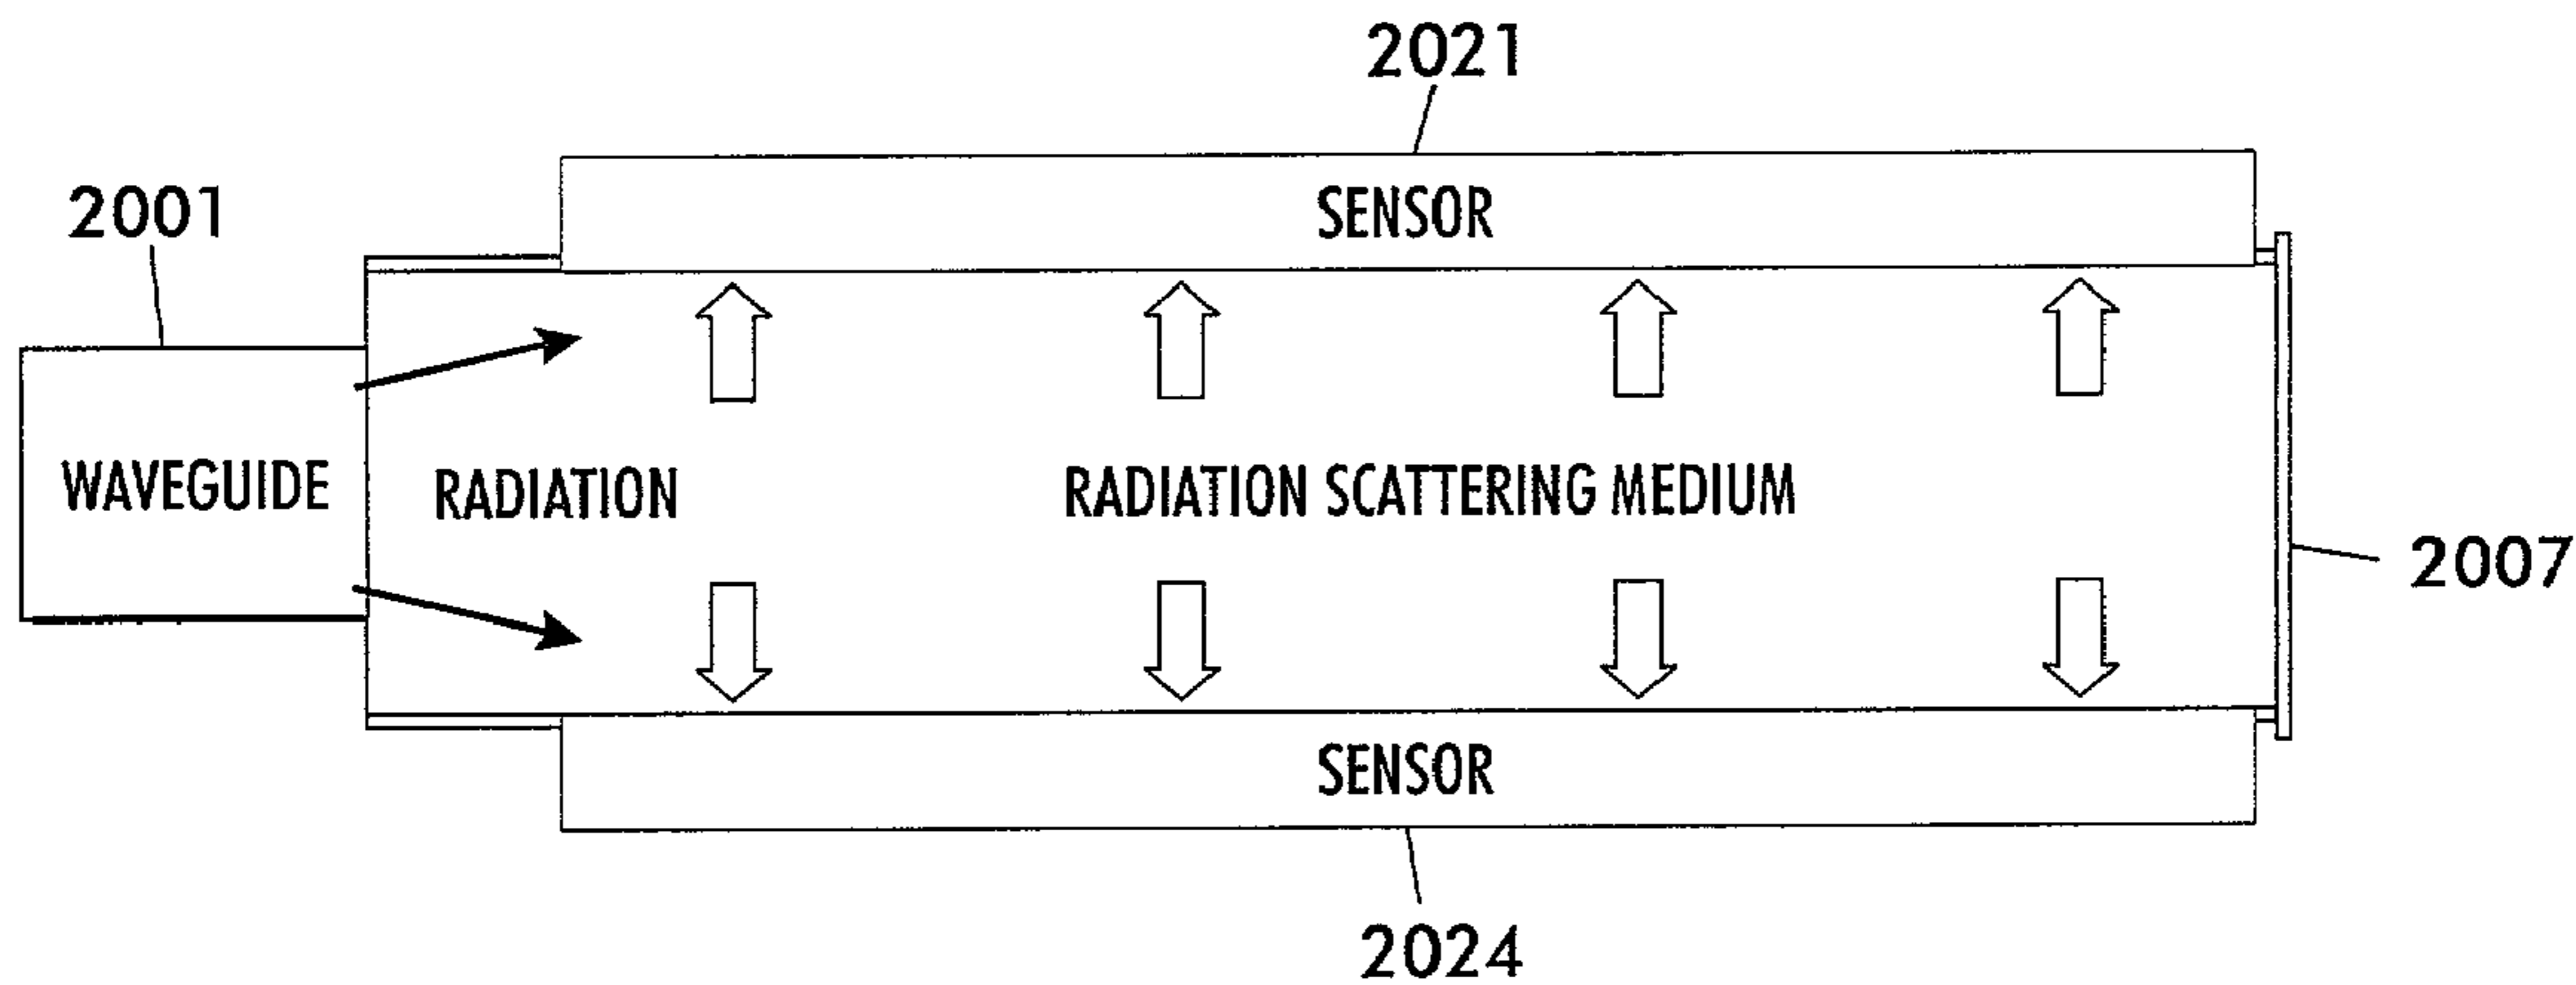 2021
2001
SENSOR
WAVEGUIDE
RADIATION
RADIATION SCATTERING MEDIUM
2007
SENSOR
2024